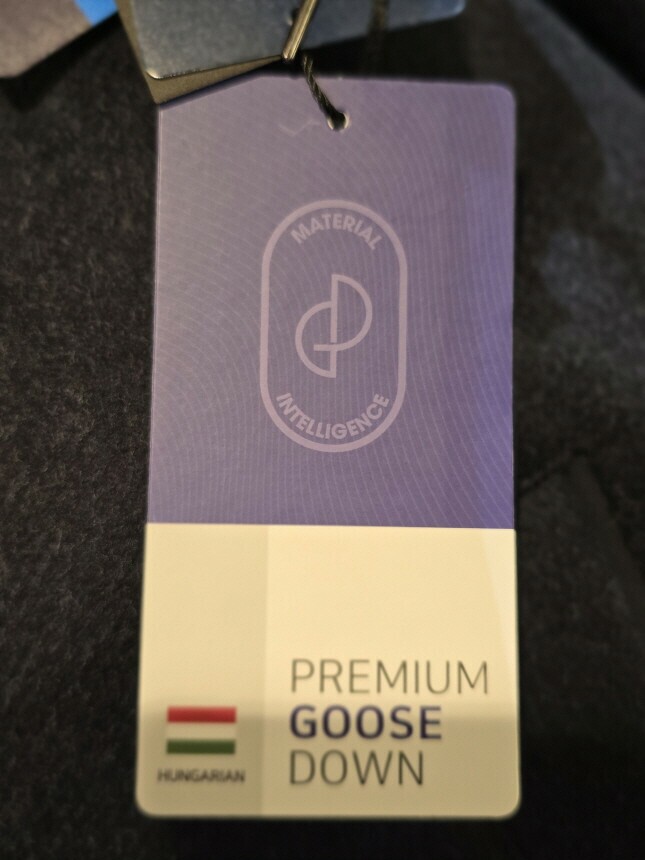 MATERIAL
INTELLIGENCE
PREMIUM
GOOSE
DOWN
HUNGARIAN